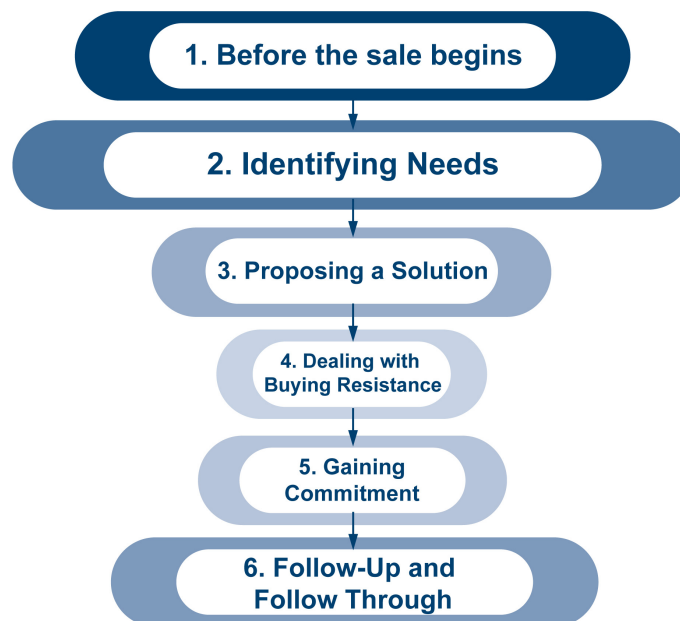 1. Before the sale begins
2. Identifying Needs
3. Proposing a Solution
4. Dealing with
Buying Resistance
5. Gaining
Commitment
6. Follow-Up and
Follow Through